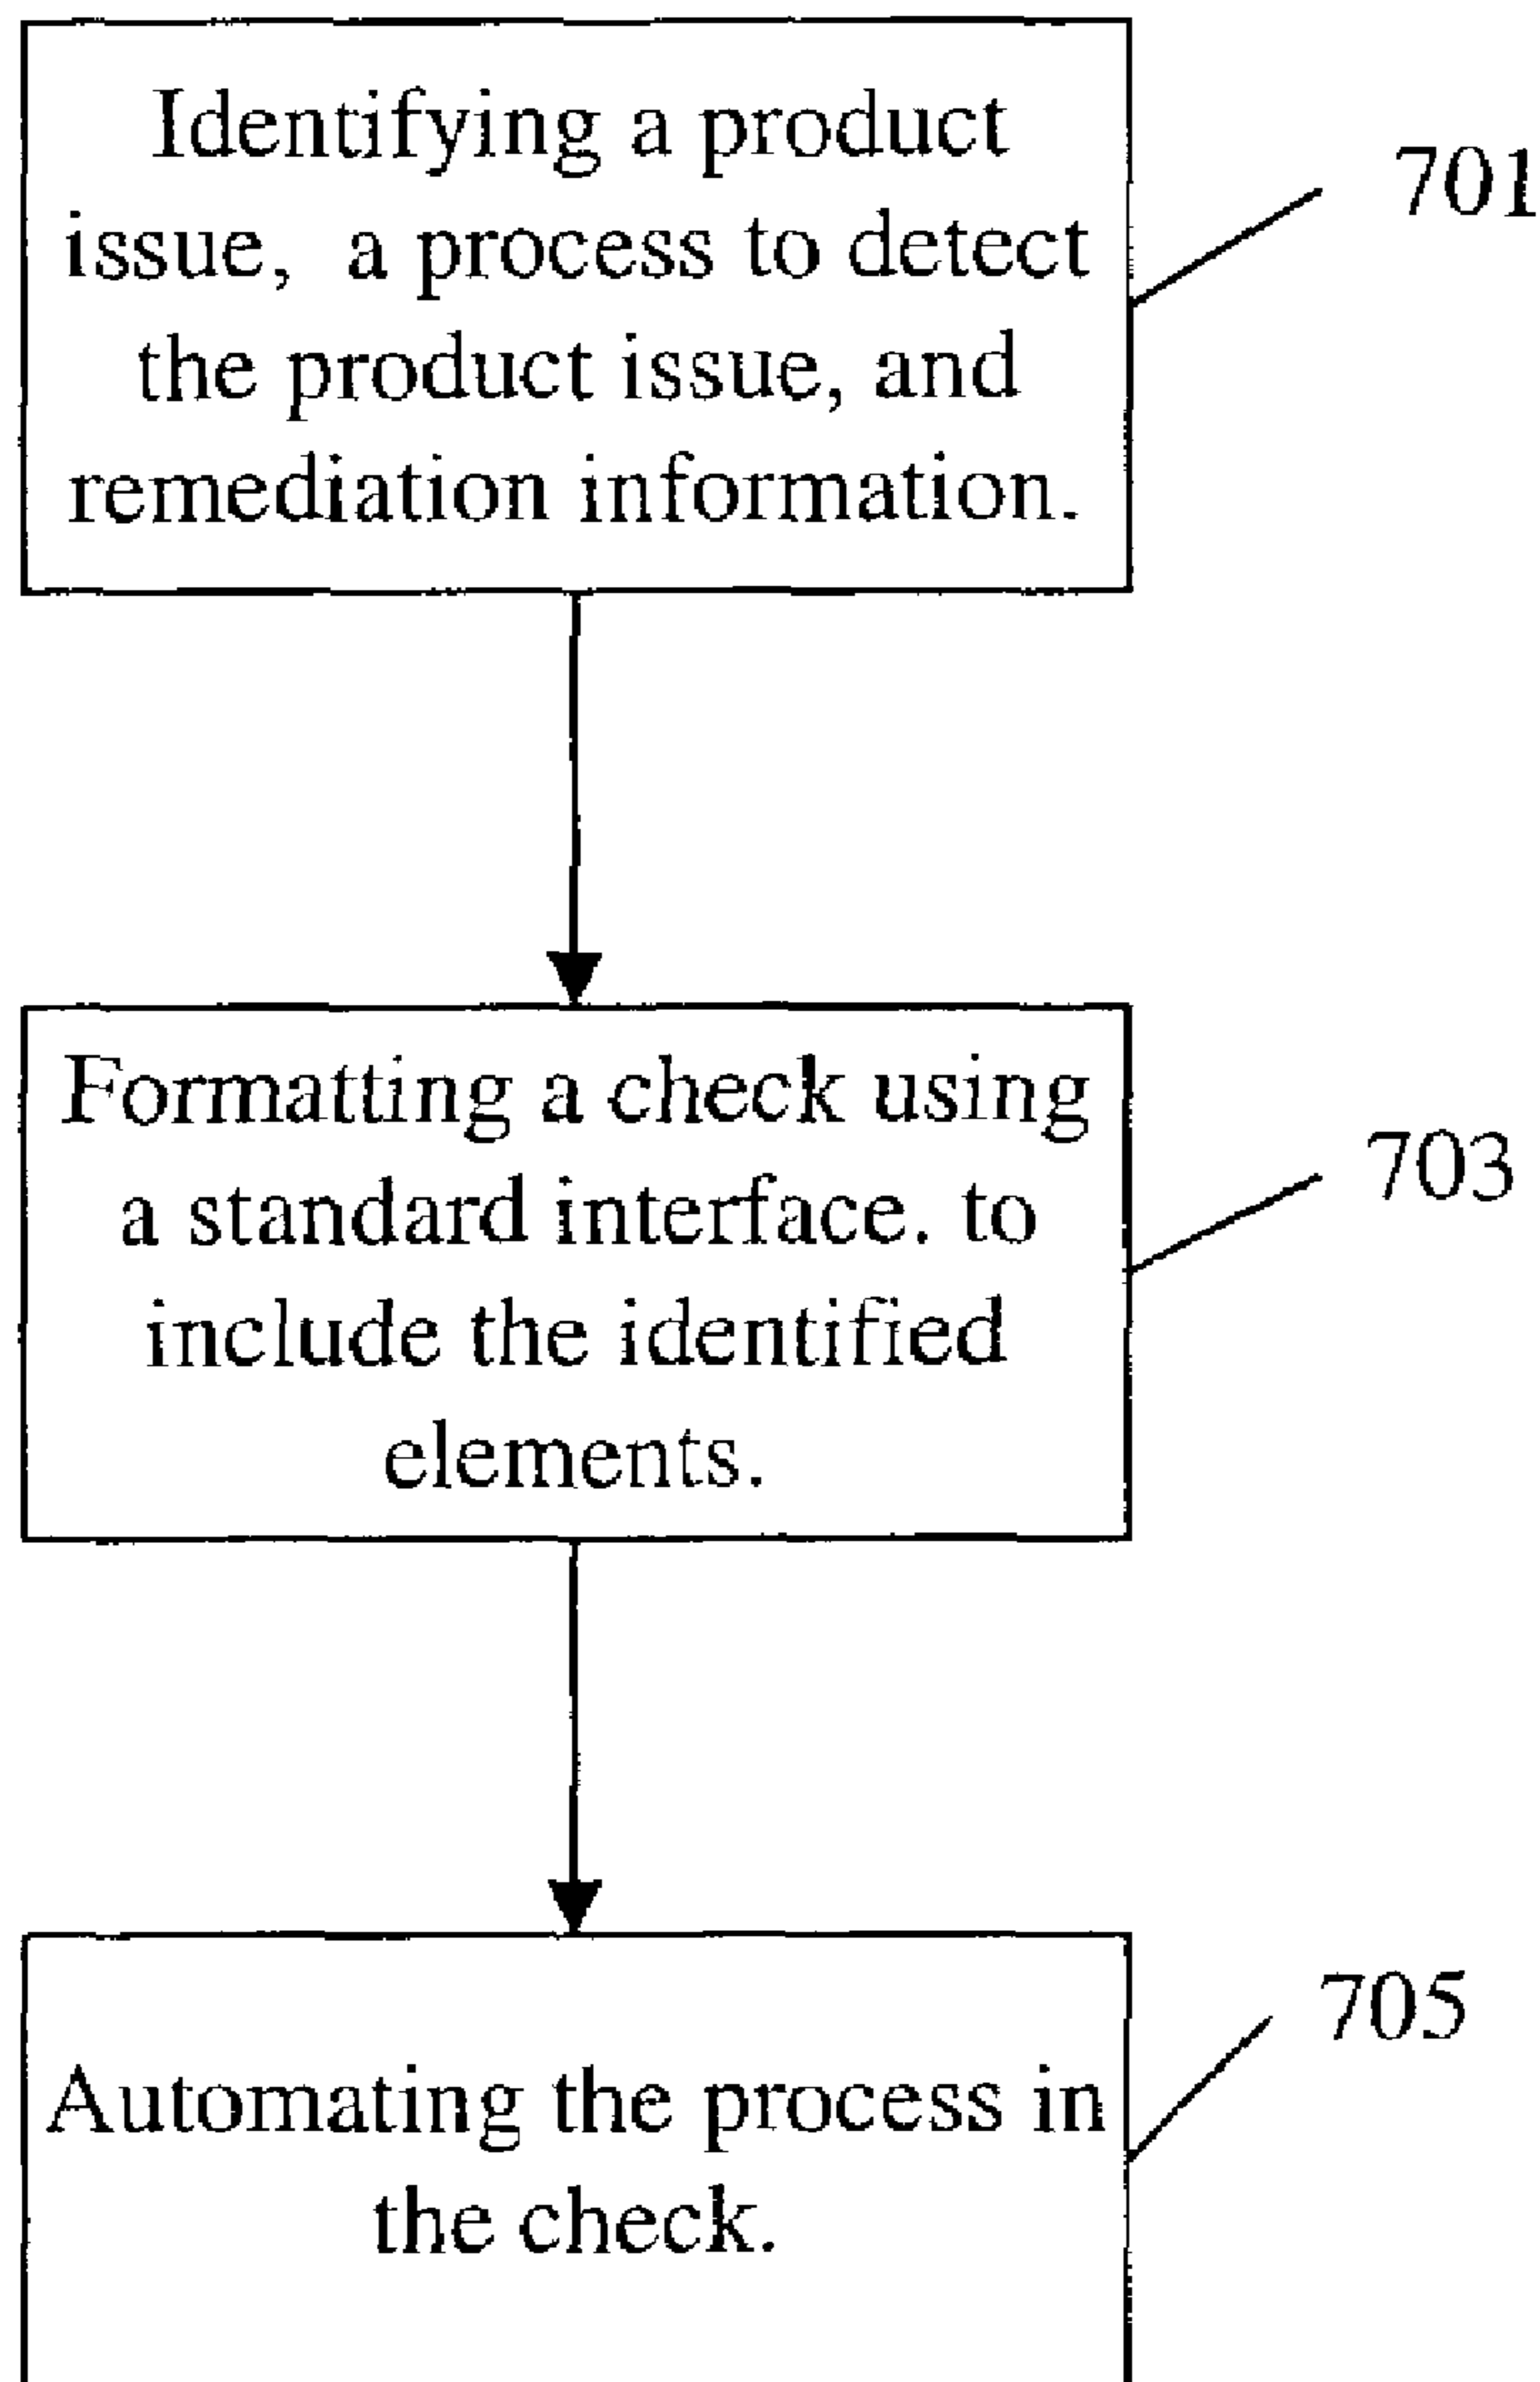 Identifying a product
issue, a process to detect
the product issue, and
remediation information.
701
Formatting a check using
a standard interface. to
include the identified
elements.
703
Automating the process in
the check.
705